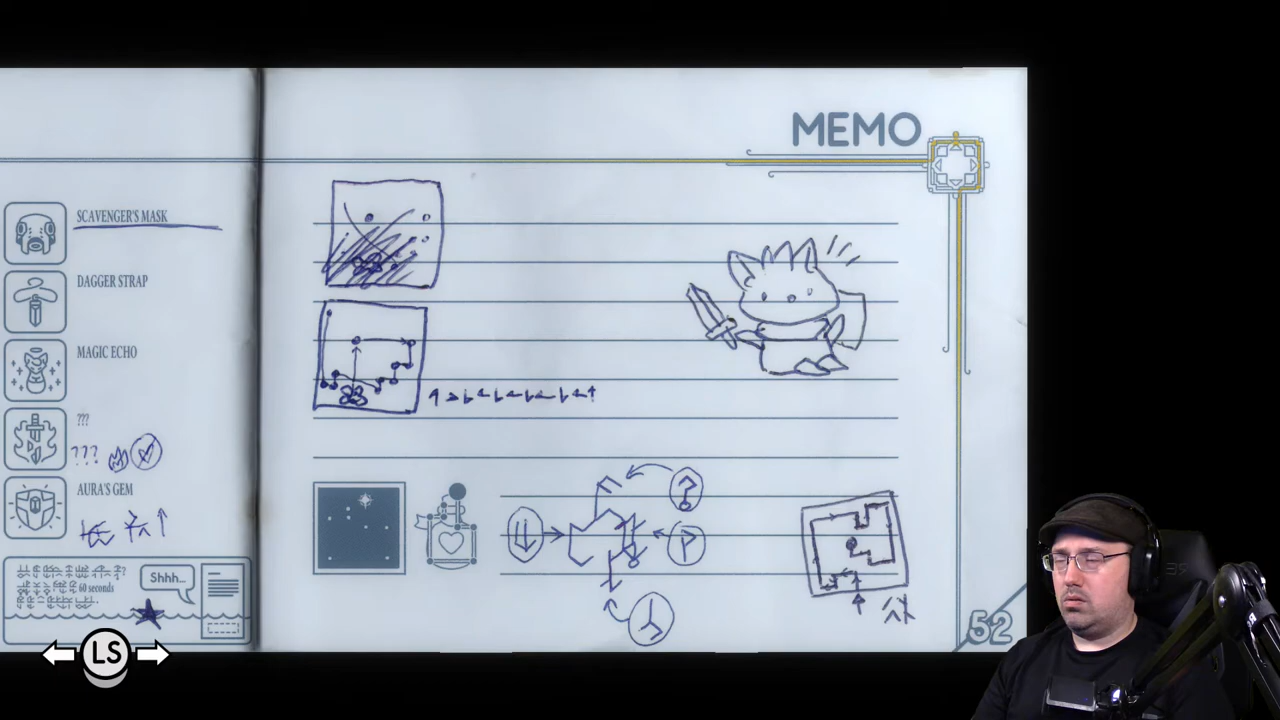 MEMO
SCAVENGER'S MASK
DAGGER STRAP
MAGIC ECHO
???
???
AURA'S GEM
60 seconds
Shhh...
LS
?
P
52